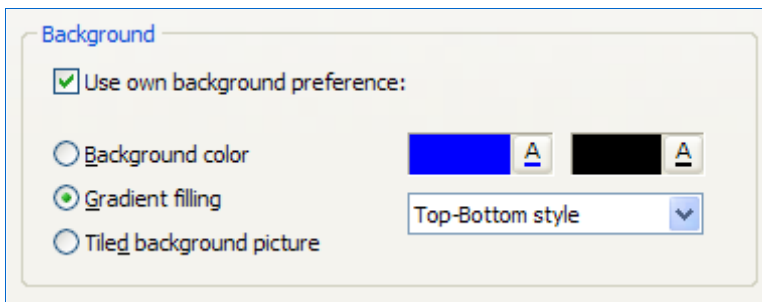 Background
Use own background preference:
Background color A A
Gradient filling
Top-Bottom style
Tiled background picture